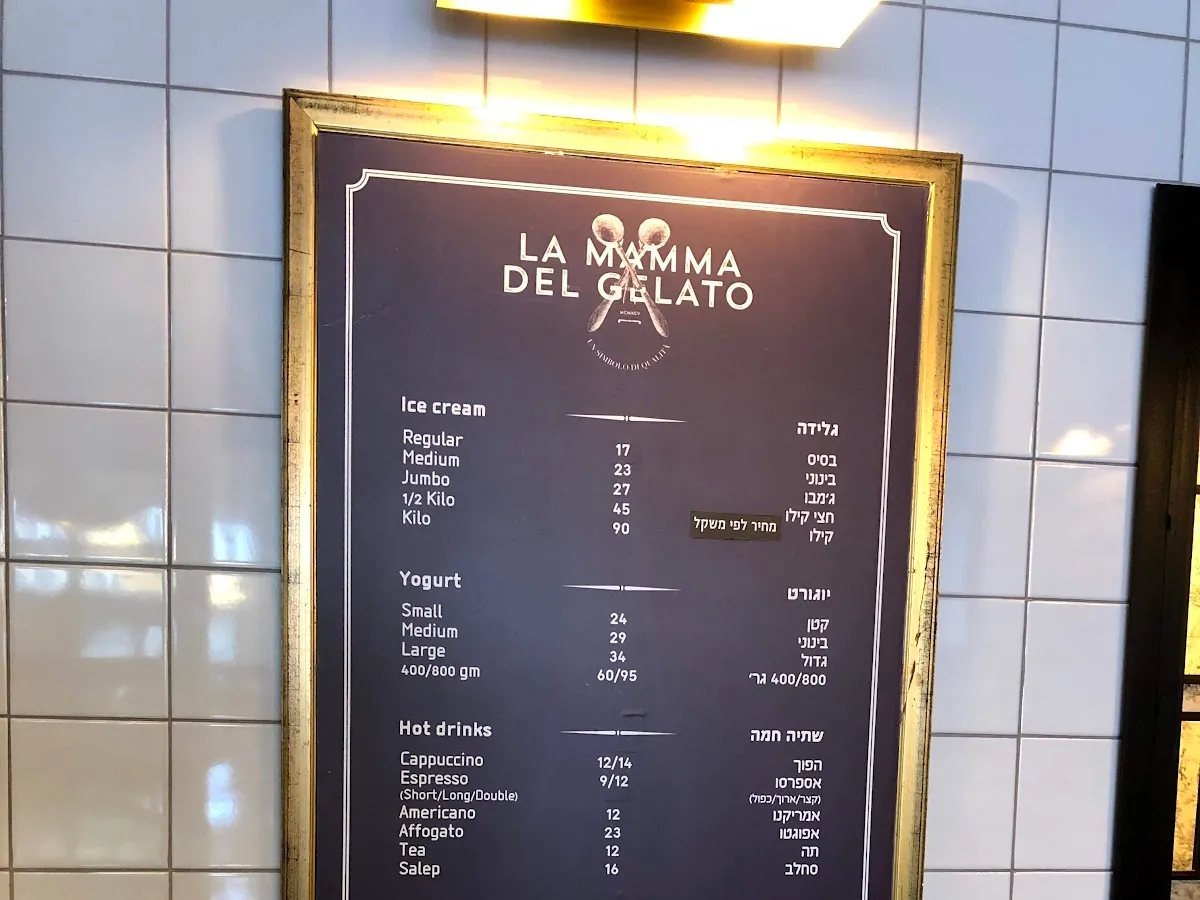 LA MAMMA
DEL GELATO
MCMXCV
UN SIMBOLO DI QUALITÀ
Ice cream גלידה
Regular 17 בסיס
Medium 23 בינוני
Jumbo 27 ג'מבו
1/2 Kilo 45 חצי קילו
Kilo 90 קילו
מחיר לפי משקל
Yogurt יוגורט
Small 24 קטן
Medium 29 בינוני
Large 34 גדול
400/800 gm 60/95 400/800 גר'
Hot drinks שתיה חמה
Cappuccino 12/14 הפוך
Espresso 9/12 אספרסו
(Short/Long/Double) (קצר/ארוך/כפול)
Americano 12 אמריקנו
Affogato 23 אפוגטו
Tea 12 תה
Salep 16 סחלב